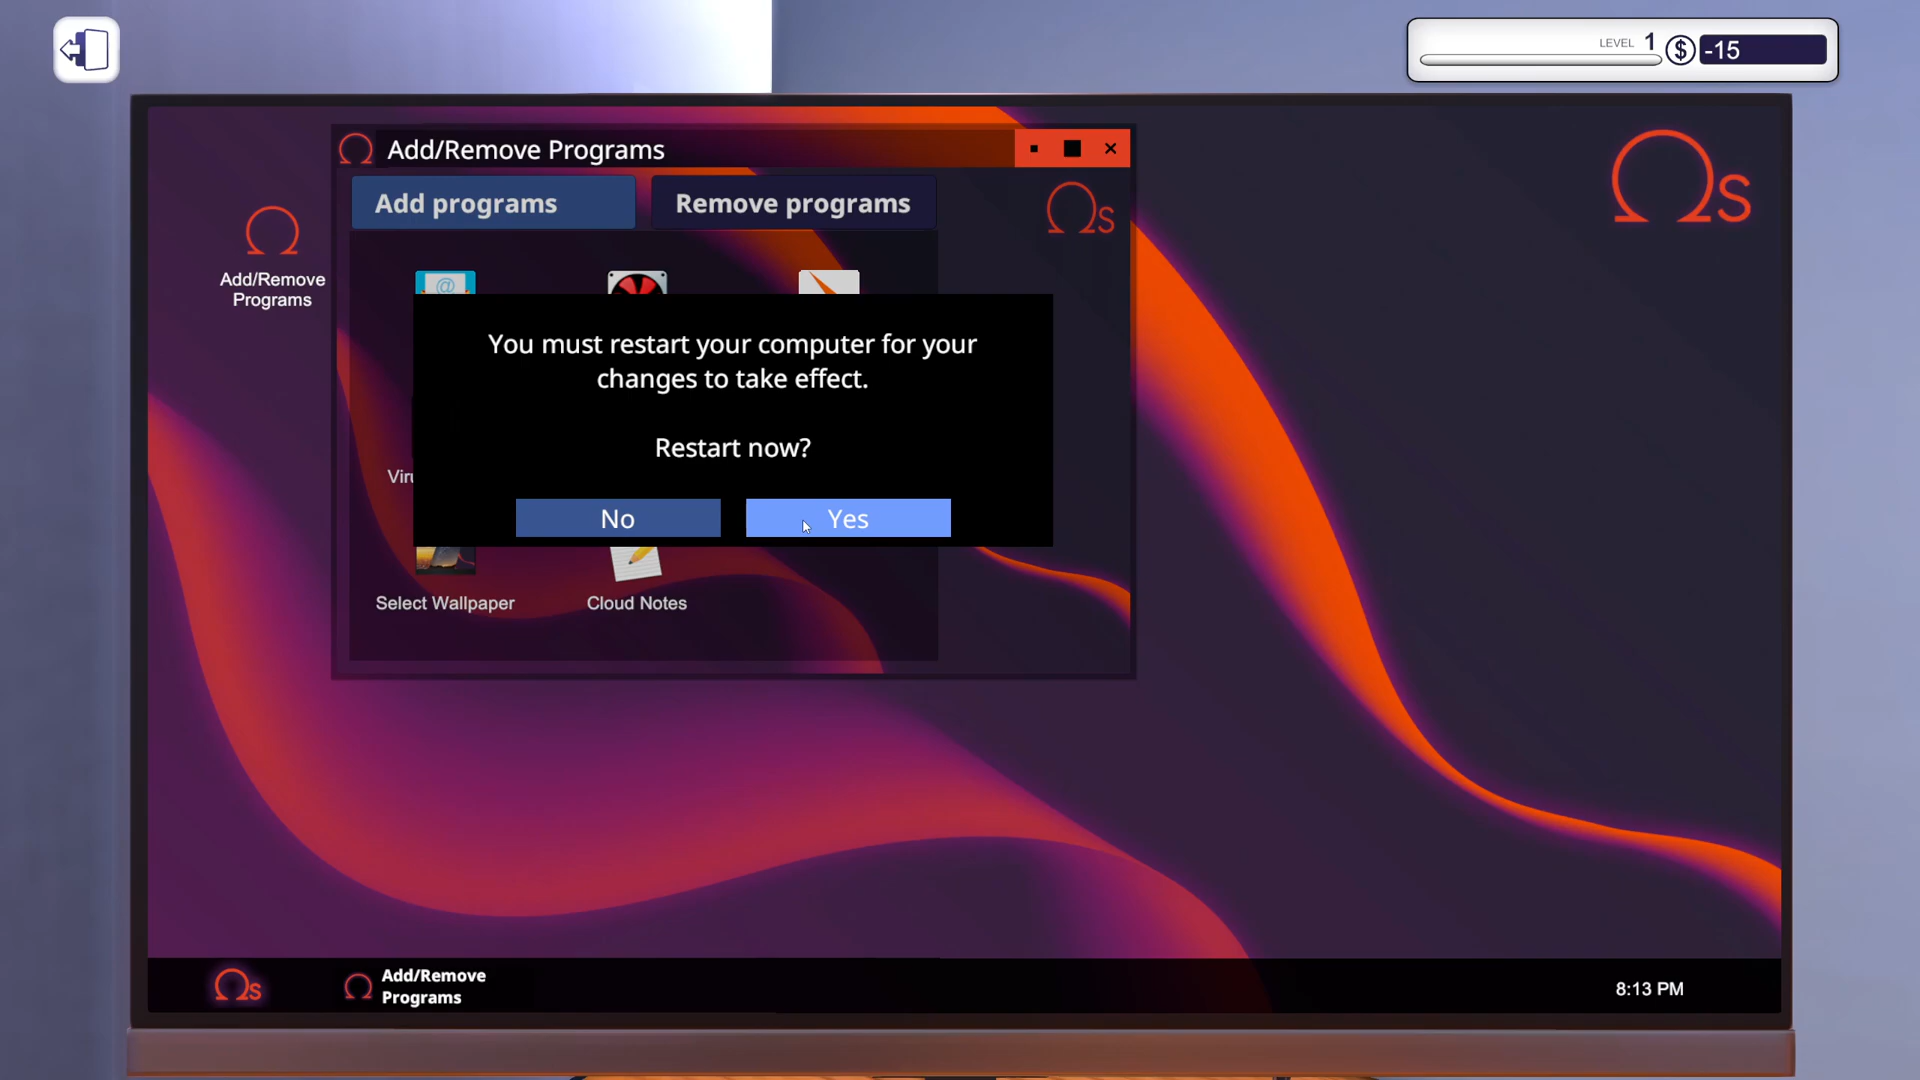 LEVEL 1
$ -15
Add/Remove Programs
Add programs
Remove programs
Ωs
Ωs
Add/Remove
Programs
@
You must restart your computer for your
changes to take effect.
Restart now?
No
Yes
Viru
Select Wallpaper
Cloud Notes
Ωs
Add/Remove
Programs
8:13 PM